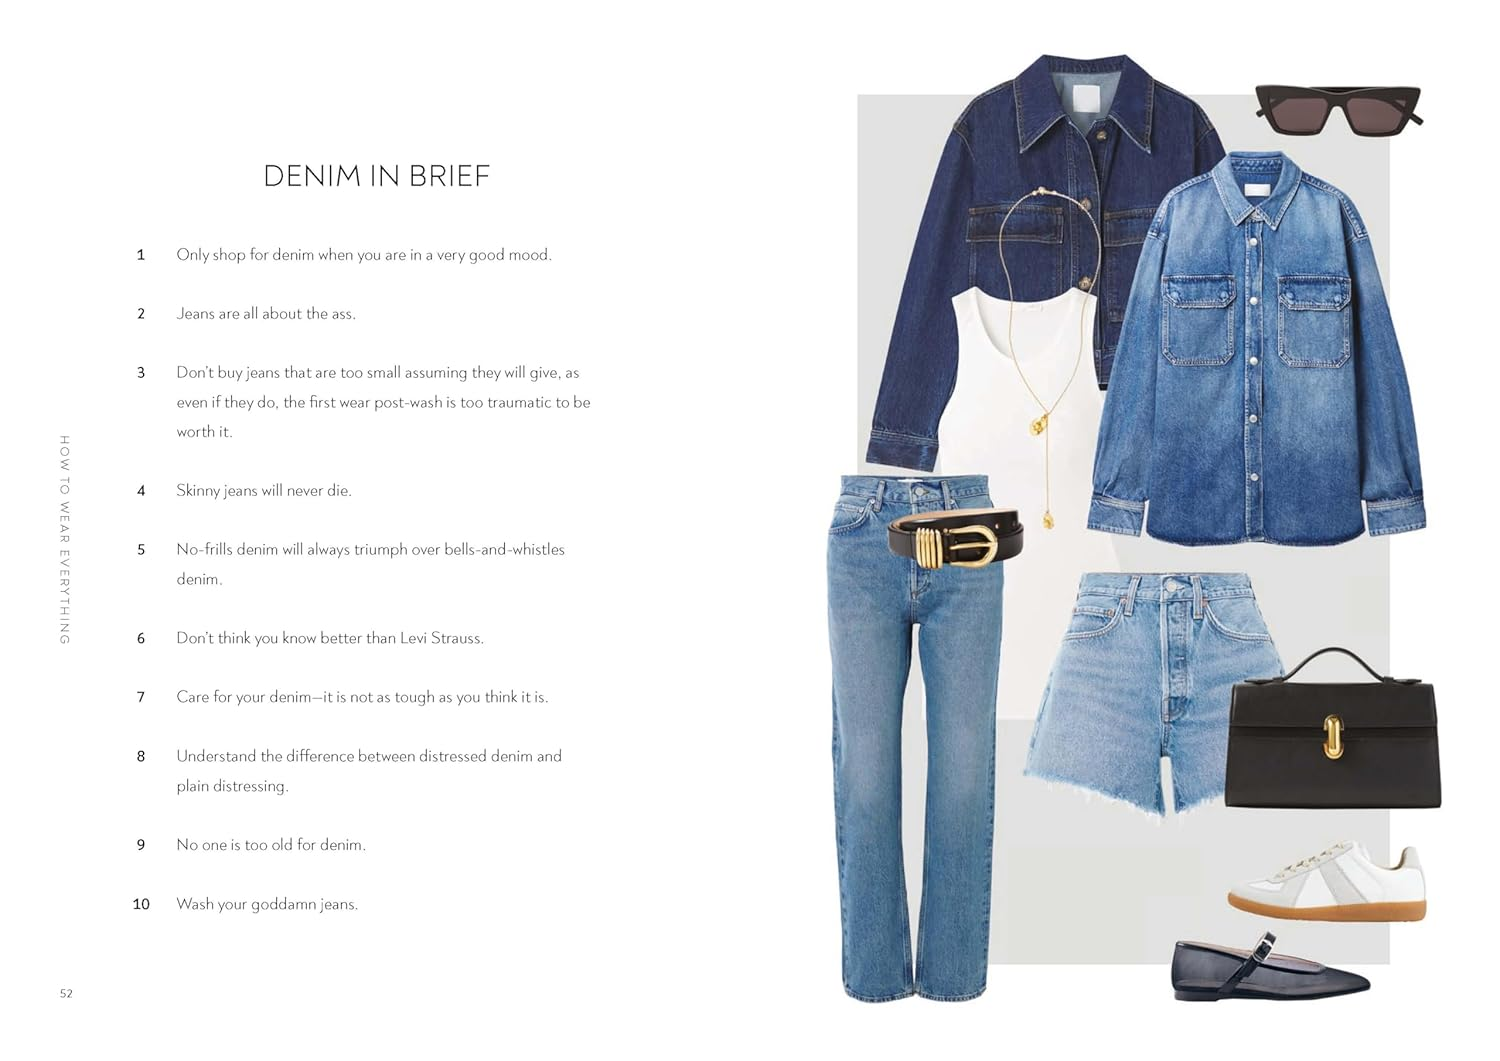 DENIM IN BRIEF
1 Only shop for denim when you are in a very good mood.
2 Jeans are all about the ass.
3 Don't buy jeans that are too small assuming they will give, as
even if they do, the first wear post-wash is too traumatic to be
worth it.
4 Skinny jeans will never die.
5 No-frills denim will always triumph over bells-and-whistles
denim.
6 Don't think you know better than Levi Strauss.
7 Care for your denim—it is not as tough as you think it is.
8 Understand the difference between distressed denim and
plain distressing.
9 No one is too old for denim.
10 Wash your goddamn jeans.
HOW TO WEAR EVERYTHING
52